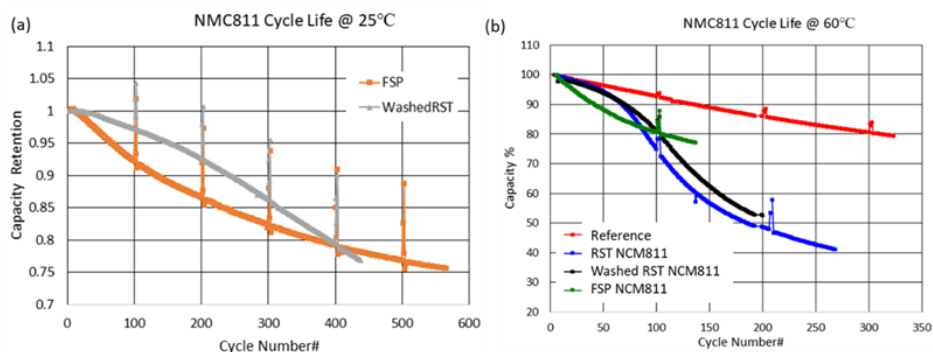 (a)
NMC811 Cycle Life @ 25℃
Capacity Retention
1.1
1.05
1
0.95
0.9
0.85
0.8
0.75
0.7
FSP
WashedRST
0 100 200 300 400 500 600
Cycle Number#
(b)
NMC811 Cycle Life @ 60℃
Capacity %
110
100
90
80
70
60
50
40
30
Reference
RST NCM811
Washed RST NCM811
FSP NCM811
0 50 100 150 200 250 300 350
Cycle Number#